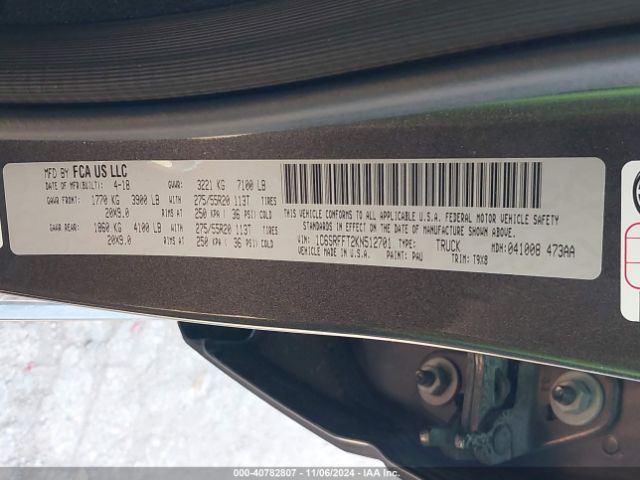 MFD BY FCA US LLC
DATE OF MFR(BUILT): 4-18 GVWR: 3221 KG 7100 LB
GAWR FRONT: 1770 KG 3900 LB WITH 275/55R20 113T TIRES
20X9.0 RIMS AT 250 KPA ( 36 PSI) COLD
GAWR REAR: 1860 KG 4100 LB WITH 275/55R20 113T TIRES
20X9.0 RIMS AT 250 KPA ( 36 PSI) COLD
THIS VEHICLE CONFORMS TO ALL APPLICABLE U.S.A. FEDERAL MOTOR VEHICLE SAFETY
STANDARDS IN EFFECT ON THE DATE OF MANUFACTURE SHOWN ABOVE.
VIN: 1C6SRFFT2KN512701 TYPE: TRUCK MDH: 041008 473AA
VEHICLE MADE IN U.S.A. PAINT: PAU TRIM: T9X8
000-40782807 - 11/06/2024 - IAA Inc.